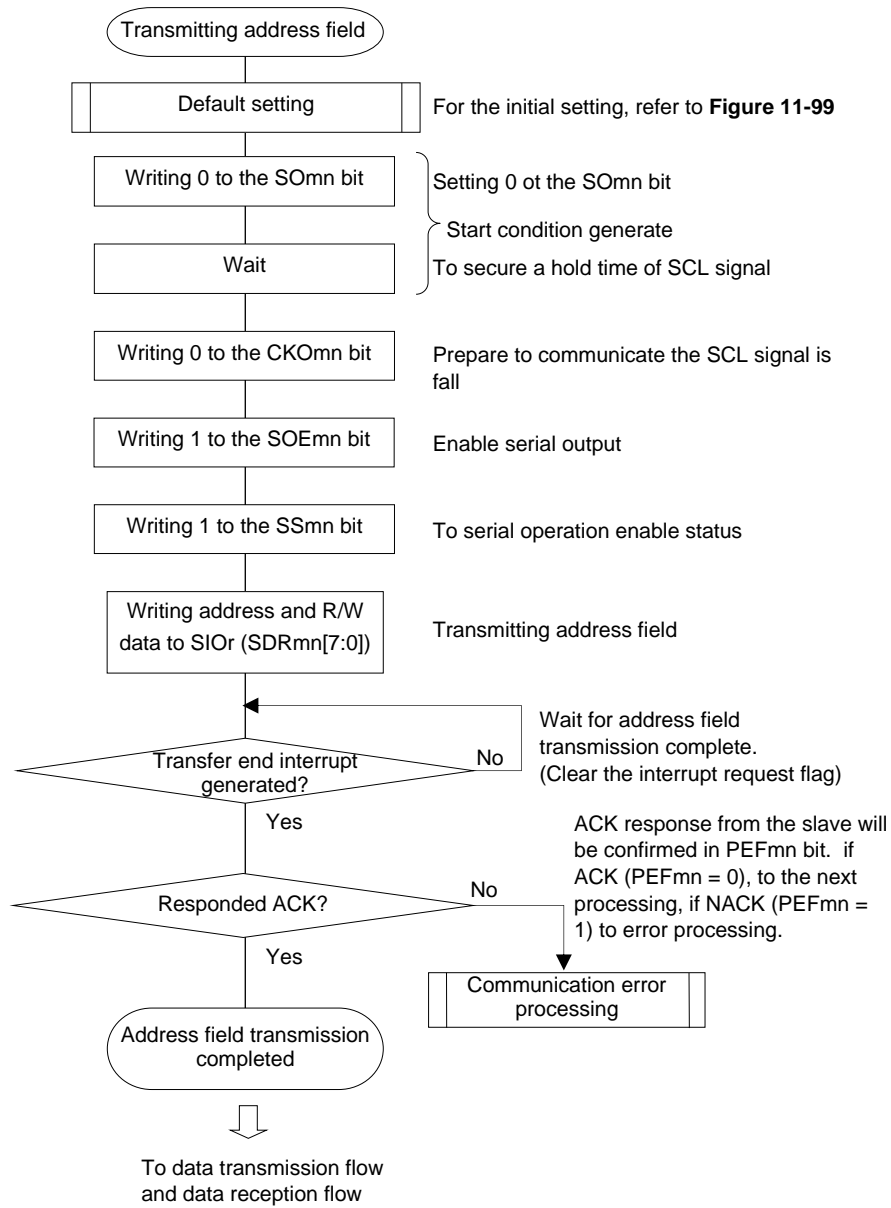 Transmitting address field
Default setting
For the initial setting, refer to Figure 11-99
Writing 0 to the SOmn bit
Setting 0 ot the SOmn bit
Start condition generate
Wait
To secure a hold time of SCL signal
Writing 0 to the CKOmn bit
Prepare to communicate the SCL signal is
fall
Writing 1 to the SOEmn bit
Enable serial output
Writing 1 to the SSmn bit
To serial operation enable status
Writing address and R/W
data to SIOr (SDRmn[7:0])
Transmitting address field
Wait for address field
transmission complete.
(Clear the interrupt request flag)
Transfer end interrupt
generated?
No
Yes
ACK response from the slave will
be confirmed in PEFmn bit. if
ACK (PEFmn = 0), to the next
processing, if NACK (PEFmn =
1) to error processing.
Responded ACK?
No
Yes
Communication error
processing
Address field transmission
completed
To data transmission flow
and data reception flow